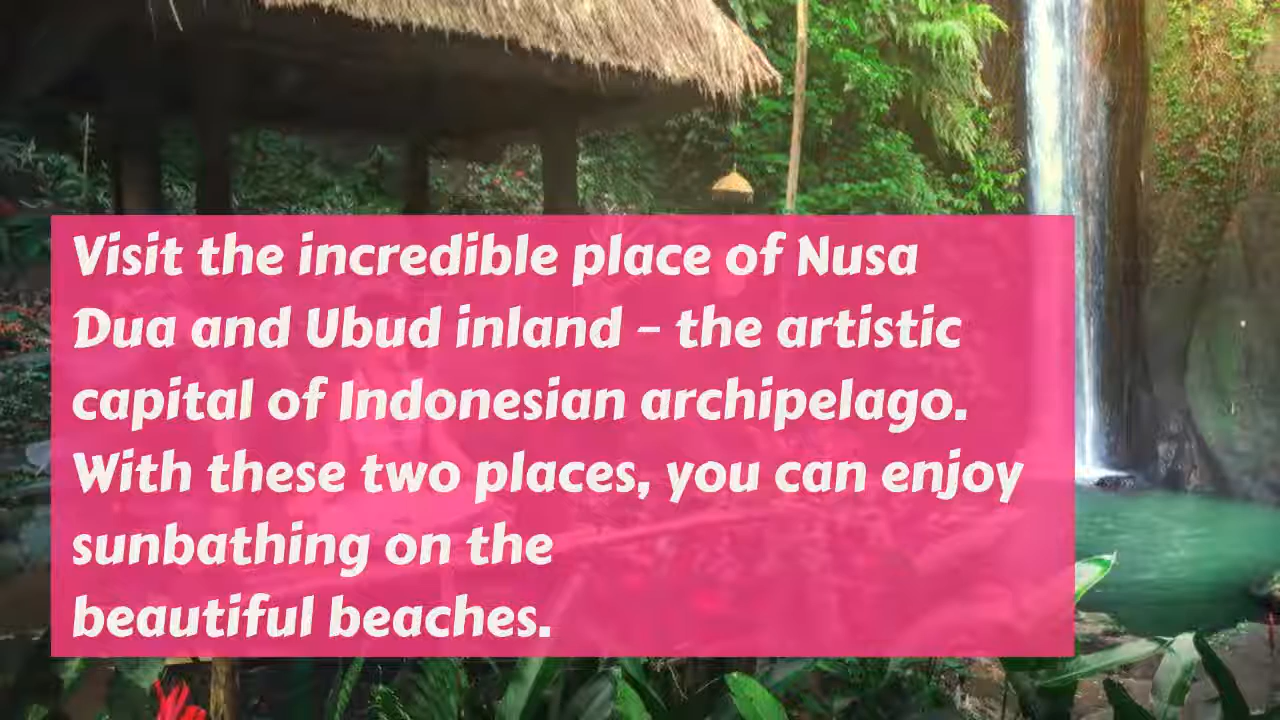 Visit the incredible place of Nusa
Dua and Ubud inland – the artistic
capital of Indonesian archipelago.
With these two places, you can enjoy
sunbathing on the
beautiful beaches.